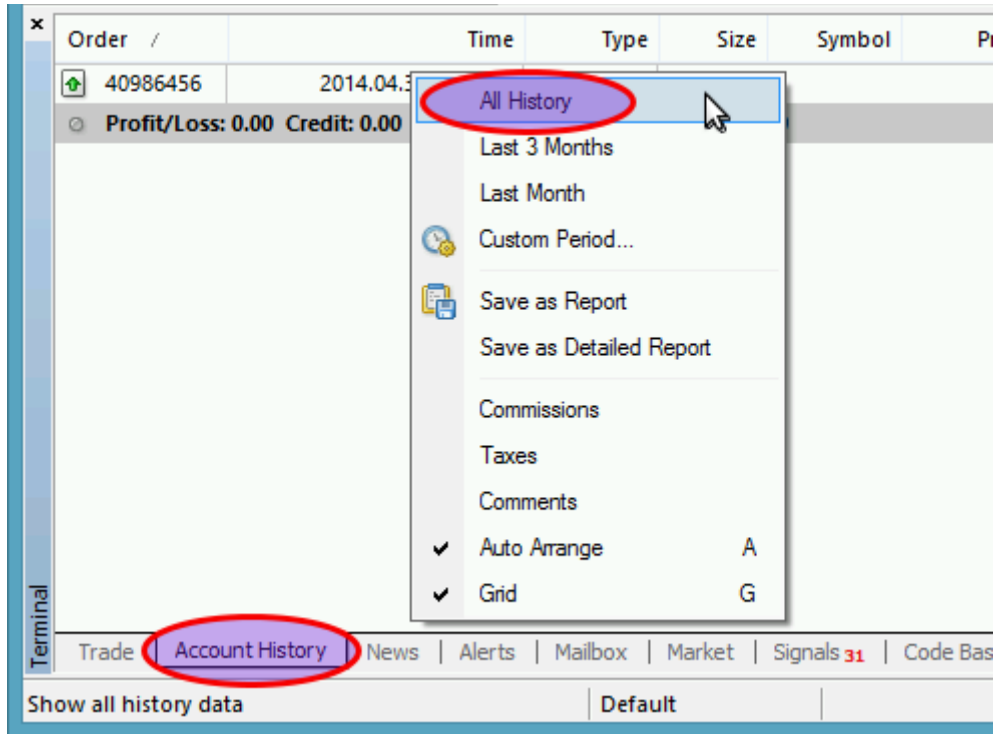 Order / Time Type Size Symbol
40986456 2014.04.
Profit/Loss: 0.00 Credit: 0.00
All History
Last 3 Months
Last Month
Custom Period...
Save as Report
Save as Detailed Report
Commissions
Taxes
Comments
Auto Arrange A
Grid G
Terminal
Trade | Account History | News | Alerts | Mailbox | Market | Signals 31 | Code Bas
Show all history data Default